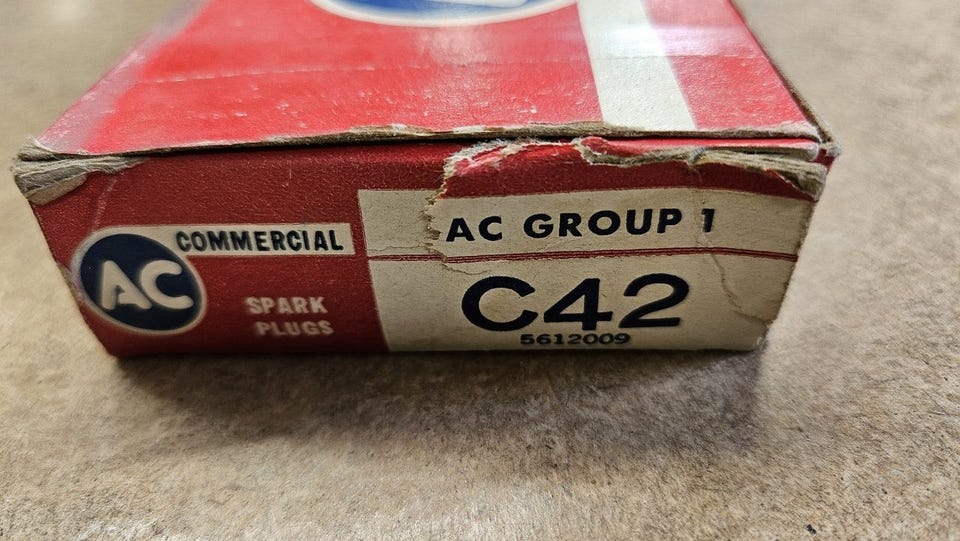 AC
COMMERCIAL
SPARK
PLUGS
AC GROUP 1
C42
5612009